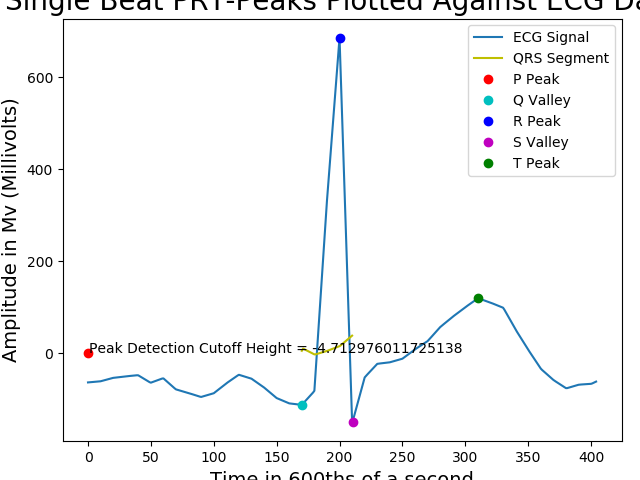 Single Beat PRT-Peaks Plotted Against ECG Da
ECG Signal
QRS Segment
P Peak
Q Valley
R Peak
S Valley
T Peak
Amplitude in Mv (Millivolts)
600
400
200
0
Peak Detection Cutoff Height = -4.712976011725138
0 50 100 150 200 250 300 350 400
Time in 600ths of a second